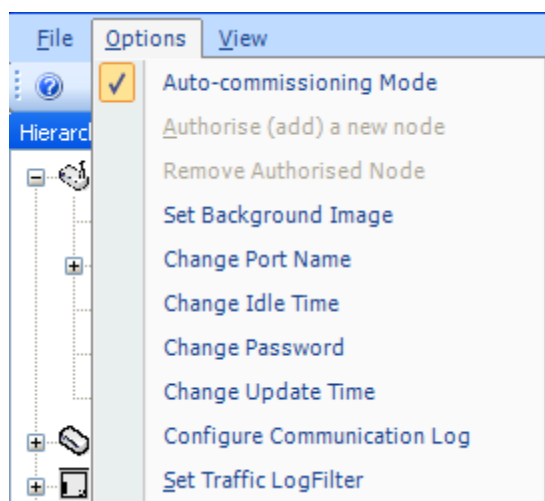 File Options View
Auto-commissioning Mode
Authorise (add) a new node
Hierarc
Remove Authorised Node
Set Background Image
Change Port Name
Change Idle Time
Change Password
Change Update Time
Configure Communication Log
Set Traffic LogFilter